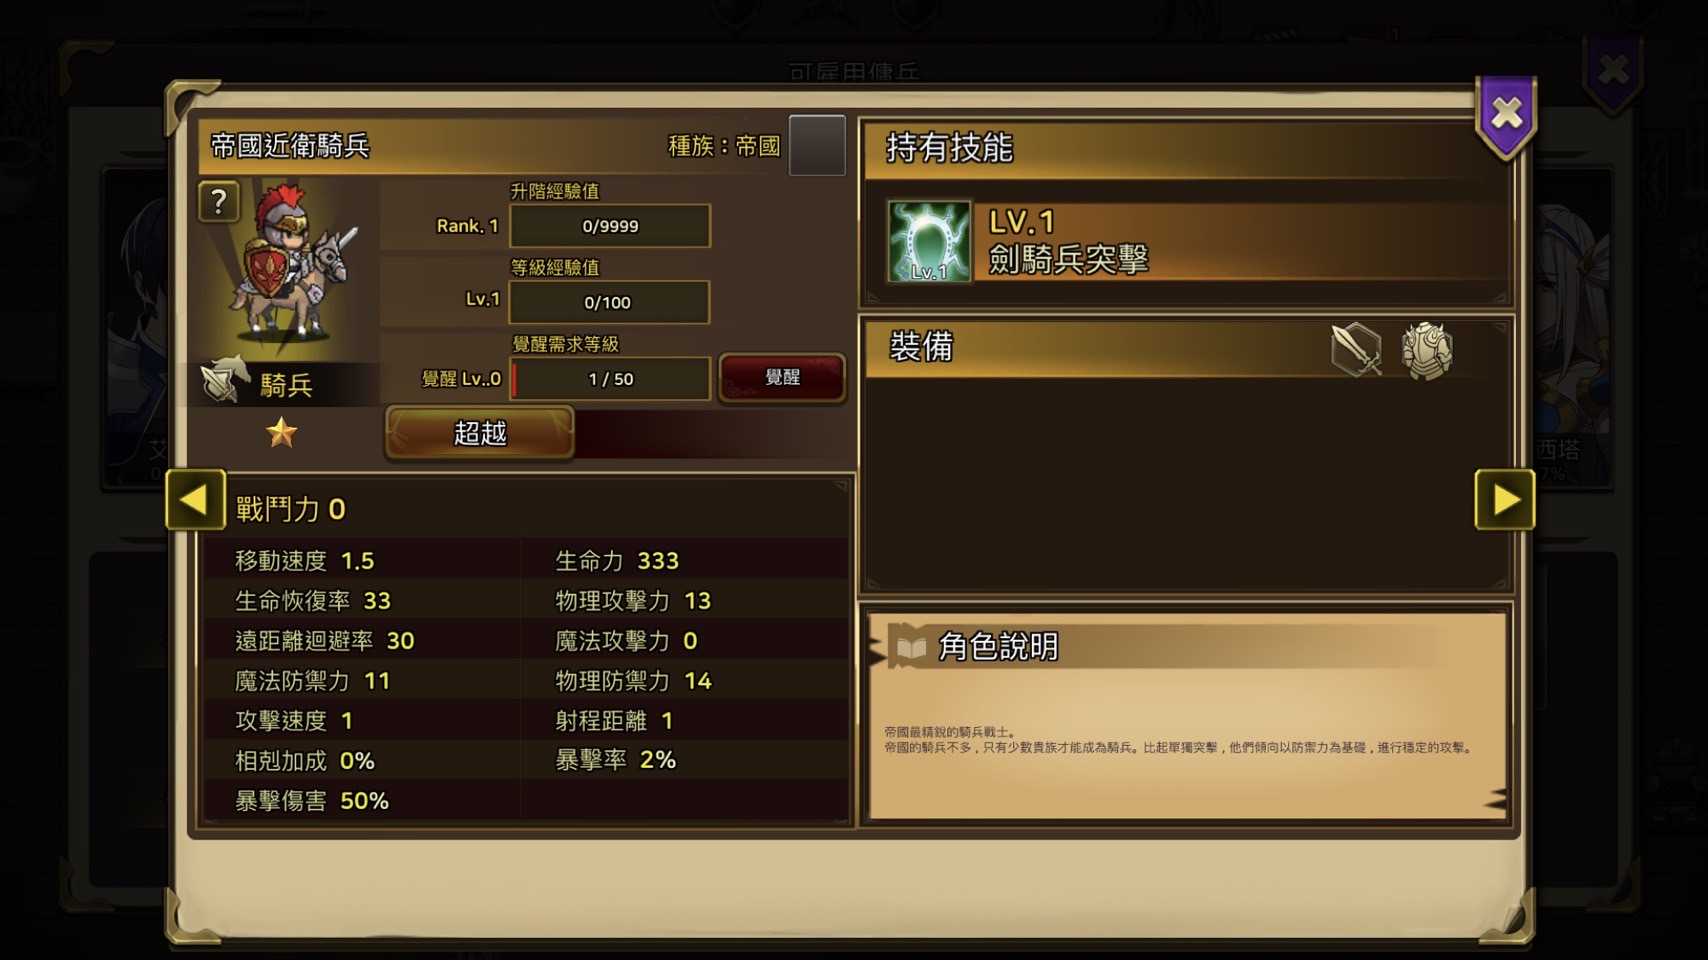 可雇用傭兵
帝國近衛騎兵
種族：帝國
?
升階經驗值
Rank. 1
0/9999
等級經驗值
Lv.1
0/100
覺醒需求等級
覺醒 Lv..0
1 / 50
覺醒
騎兵
超越
戰鬥力 0
移動速度 1.5
生命力 333
生命恢復率 33
物理攻擊力 13
遠距離迴避率 30
魔法攻擊力 0
魔法防禦力 11
物理防禦力 14
攻擊速度 1
射程距離 1
相剋加成 0%
暴擊率 2%
暴擊傷害 50%
持有技能
Lv.1
LV.1
劍騎兵突擊
裝備
西塔
7%
角色說明
帝國最精銳的騎兵戰士。
帝國的騎兵不多，只有少數貴族才能成為騎兵。比起單獨突擊，他們傾向以防禦力為基礎，進行穩定的攻擊。